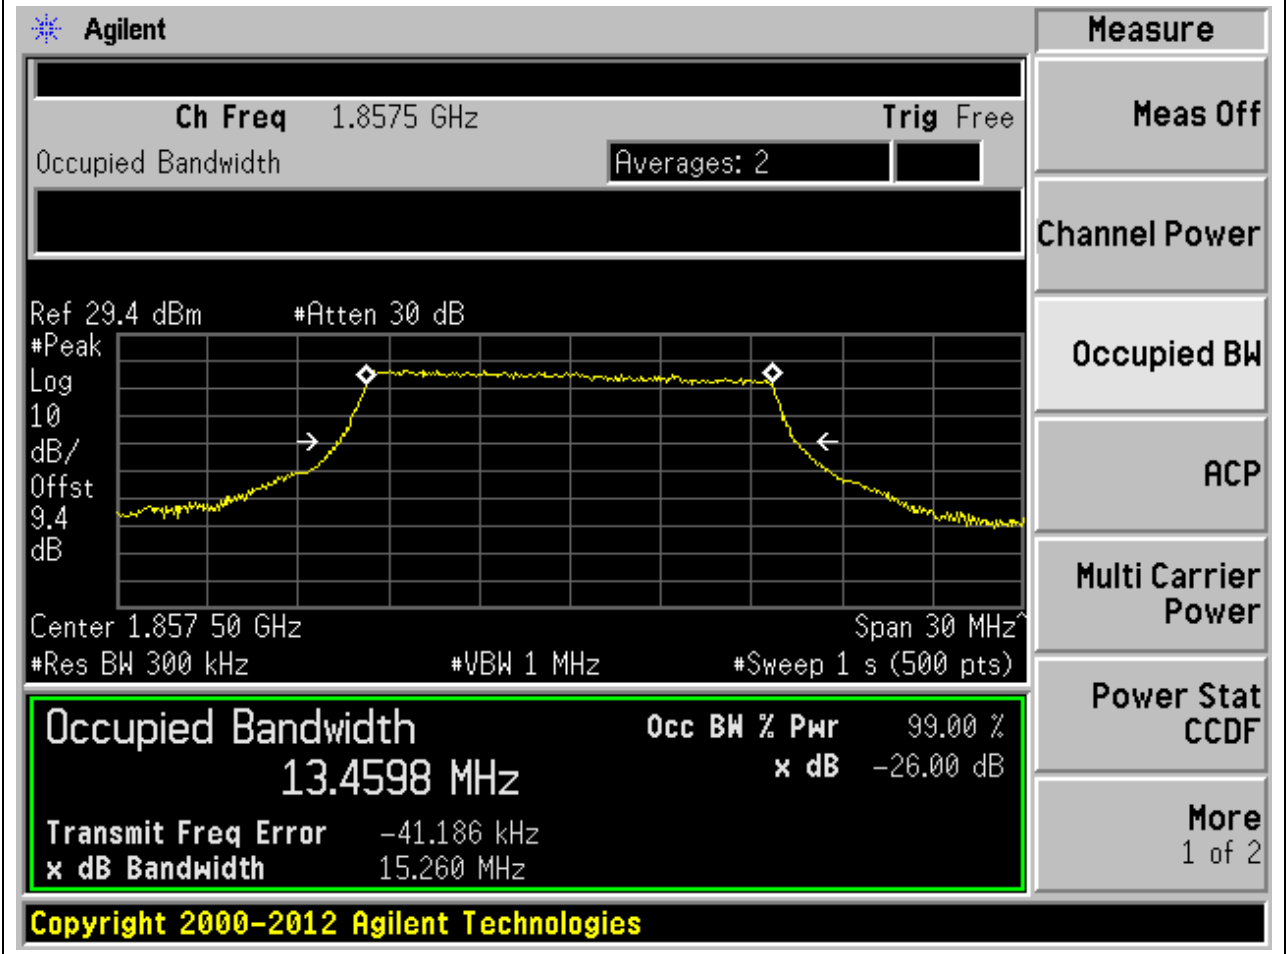 Agilent
Measure
Ch Freq 1.8575 GHz Trig Free
Occupied Bandwidth Averages: 2
Meas Off
Channel Power
Occupied BW
ACP
Multi Carrier
Power
Power Stat
CCDF
More
1 of 2
Ref 29.4 dBm #Atten 30 dB
#Peak
Log
10
dB/
Offst
9.4
dB
Center 1.857 50 GHz Span 30 MHz^
#Res BW 300 kHz #VBW 1 MHz #Sweep 1 s (500 pts)
Occupied Bandwidth Occ BW % Pwr 99.00 %
13.4598 MHz x dB -26.00 dB
Transmit Freq Error -41.186 kHz
x dB Bandwidth 15.260 MHz
Copyright 2000-2012 Agilent Technologies